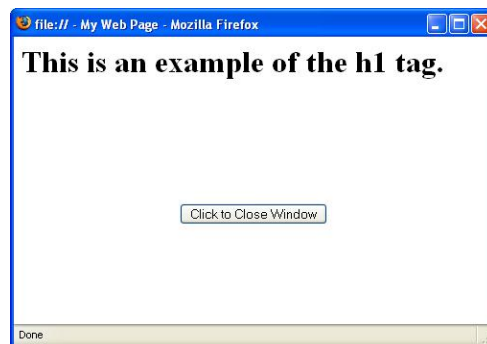 file:// - My Web Page - Mozilla Firefox
This is an example of the h1 tag.
Click to Close Window
Done